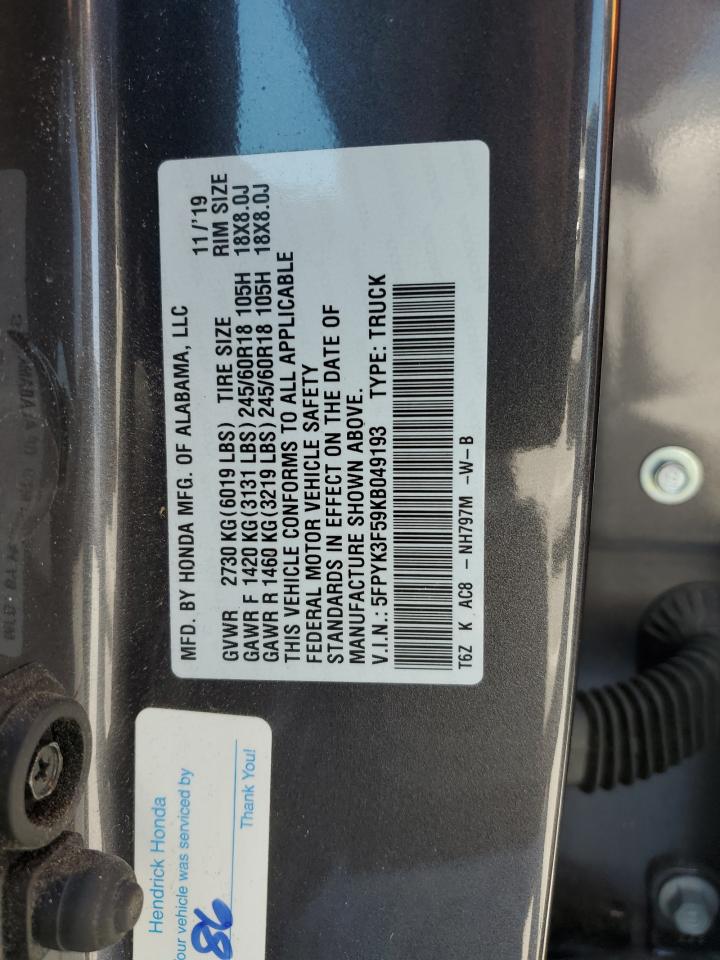 MFD. BY HONDA MFG. OF ALABAMA, LLC 11/'19
GVWR 2730 KG(6019 LBS) TIRE SIZE RIM SIZE
GAWR F 1420 KG(3131 LBS) 245/60R18 105H 18X8.0J
GAWR R 1460 KG(3219 LBS) 245/60R18 105H 18X8.0J
THIS VEHICLE CONFORMS TO ALL APPLICABLE
FEDERAL MOTOR VEHICLE SAFETY
STANDARDS IN EFFECT ON THE DATE OF
MANUFACTURE SHOWN ABOVE.
V.I.N.: 5FPYK3F59KB049193 TYPE: TRUCK
T6Z K AC8 -NH797M -W-B
Hendrick Honda
Your vehicle was serviced by
86
Thank You!